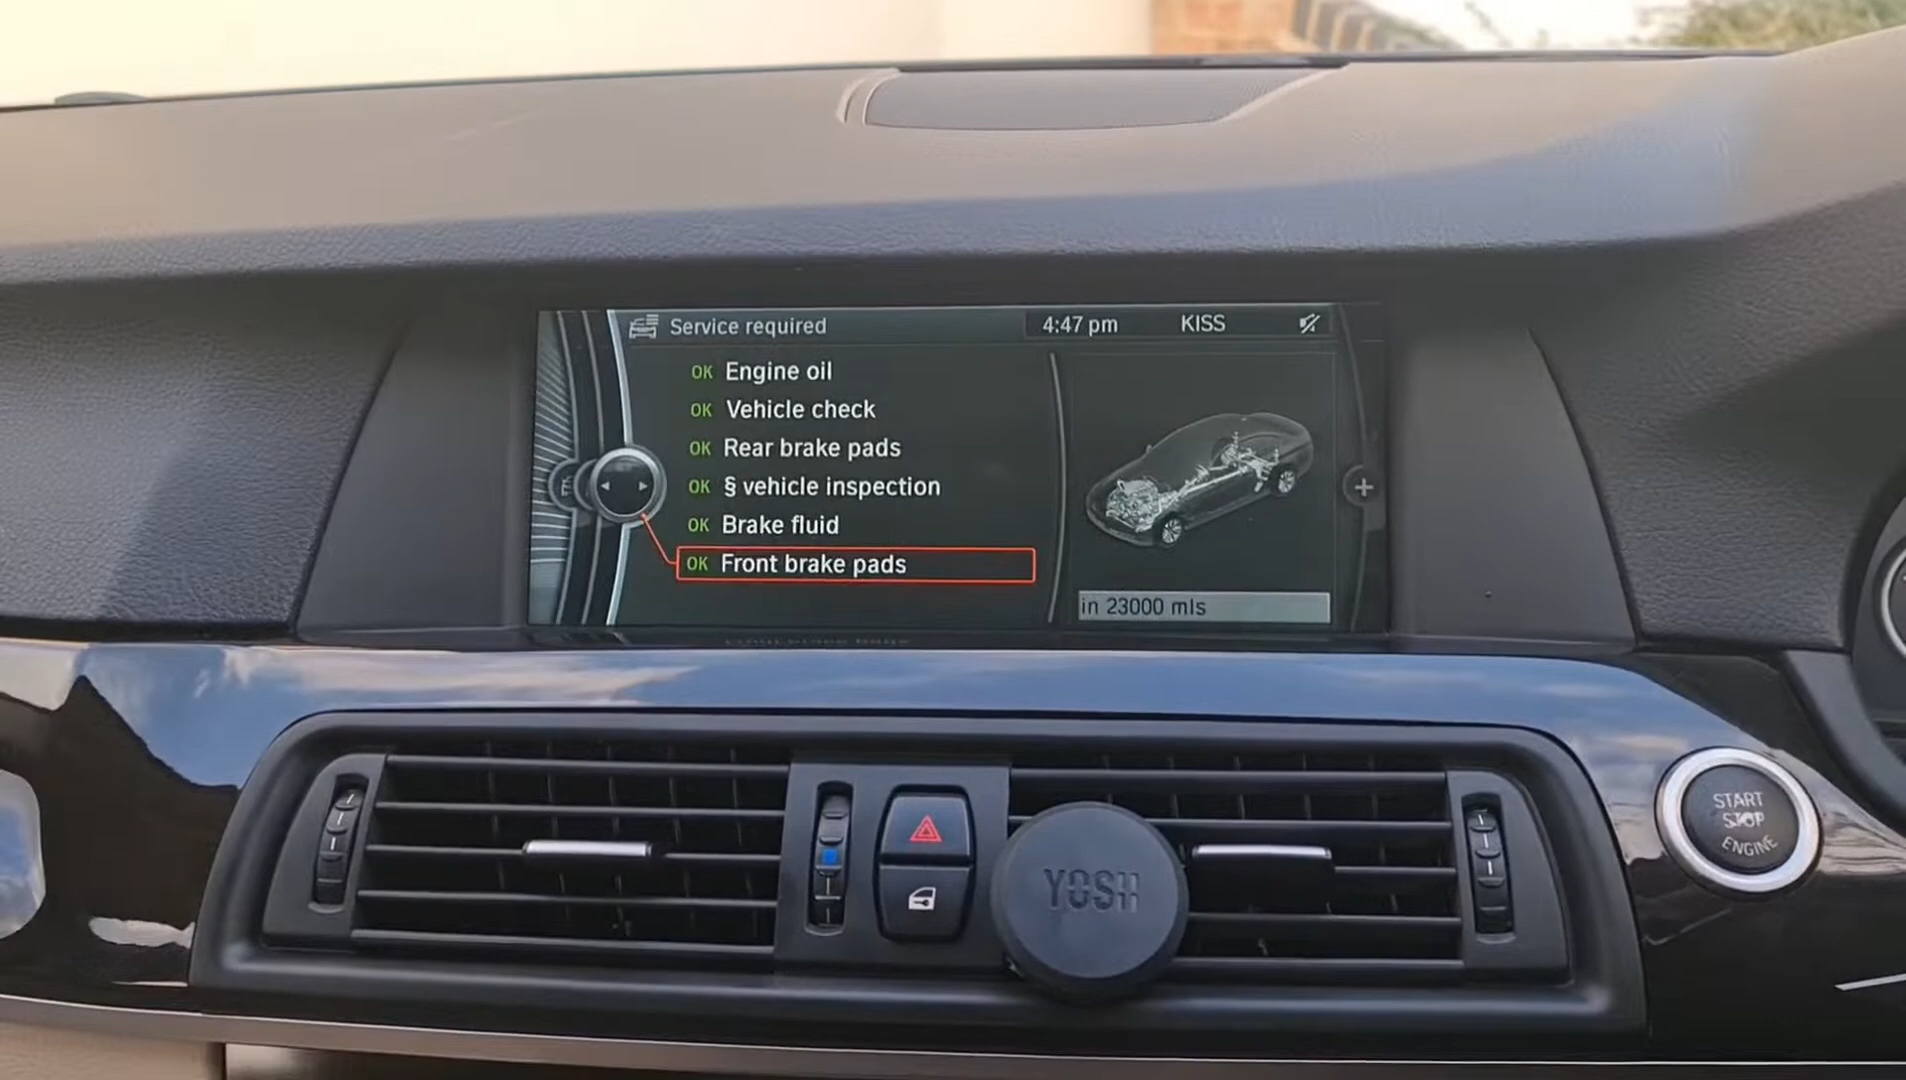 Service required
4:47 pm
KISS
OK Engine oil
OK Vehicle check
OK Rear brake pads
OK § vehicle inspection
OK Brake fluid
OK Front brake pads
in 23000 mls
START
STOP
ENGINE
YOSH